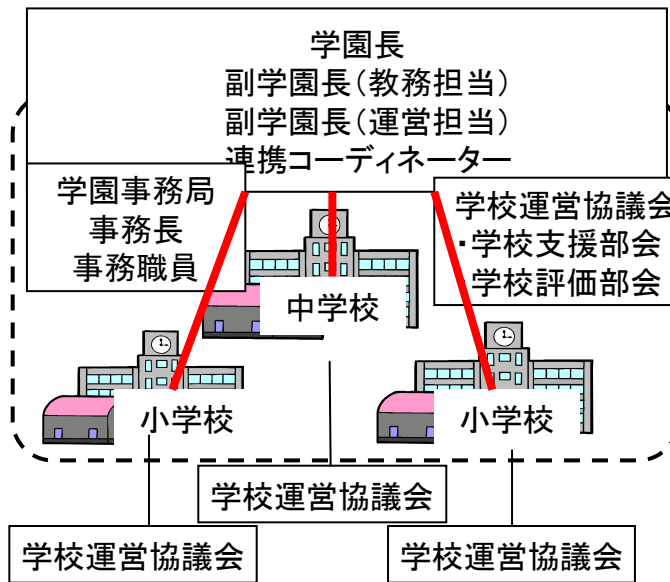 学園長
副学園長（教務担当）
副学園長（運営担当）
連携コーディネーター
学園事務局
事務長
事務職員
学校運営協議会
・学校支援部会
・学校評価部会
中学校
小学校
小学校
学校運営協議会
学校運営協議会
学校運営協議会